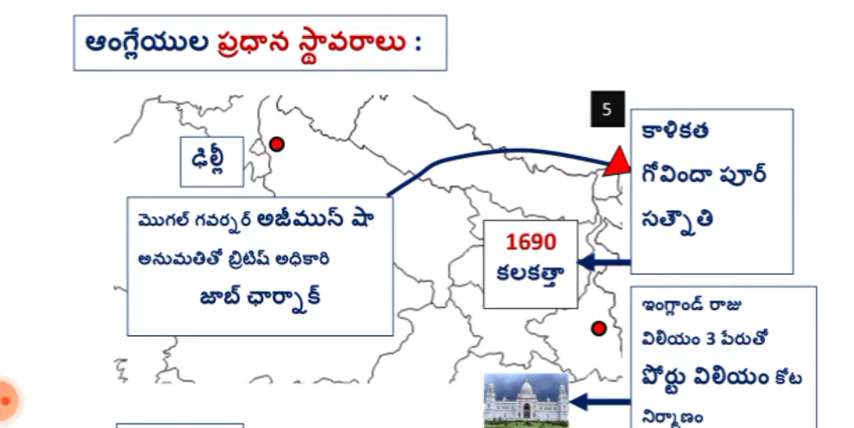 ఆంగ్లేయుల ప్రధాన స్థావరాలు :
5
ఢిల్లీ
కాళికత
గోవిందా పూర్
సత్నౌతి
మొగల్ గవర్నర్ అజీముస్ షా
అనుమతితో బ్రిటిష్ అధికారి
జాబ్ ఛార్నాక్
1690
కలకత్తా
ఇంగ్లాండ్ రాజు
విలియం 3 పేరుతో
పోర్టు విలియం కోట
నిర్మాణం